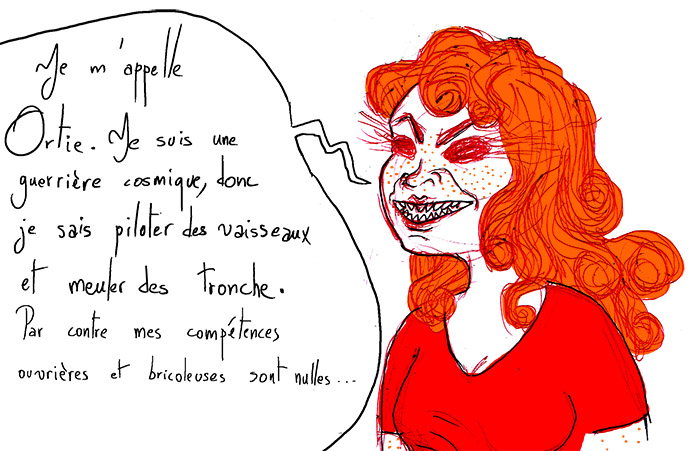 Je m'appelle
Ortie. Je suis une
guerrière cosmique, donc
je sais piloter des vaisseaux
et meuler des tronche.
Par contre mes compétences
ouvrières et bricoleuses sont nulles...